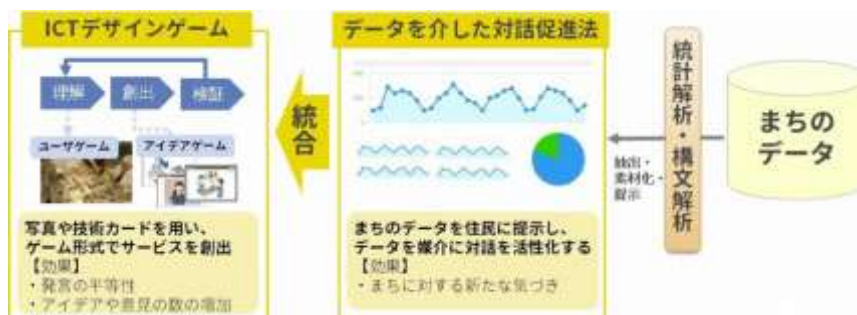 ICTデザインゲーム
理解
創出
検証
ユーザゲーム
アイデアゲーム
写真や技術カードを用い、
ゲーム形式でサービスを創出
【効果】
・発言の平等性
・アイデアや意見の数の増加
統合
データを介した対話促進法
まちのデータを住民に提示し、
データを媒介に対話を活性化する
【効果】
・まちに対する新たな気づき
抽出・
素材化・
提示
統計解析・構文解析
まちの
データ